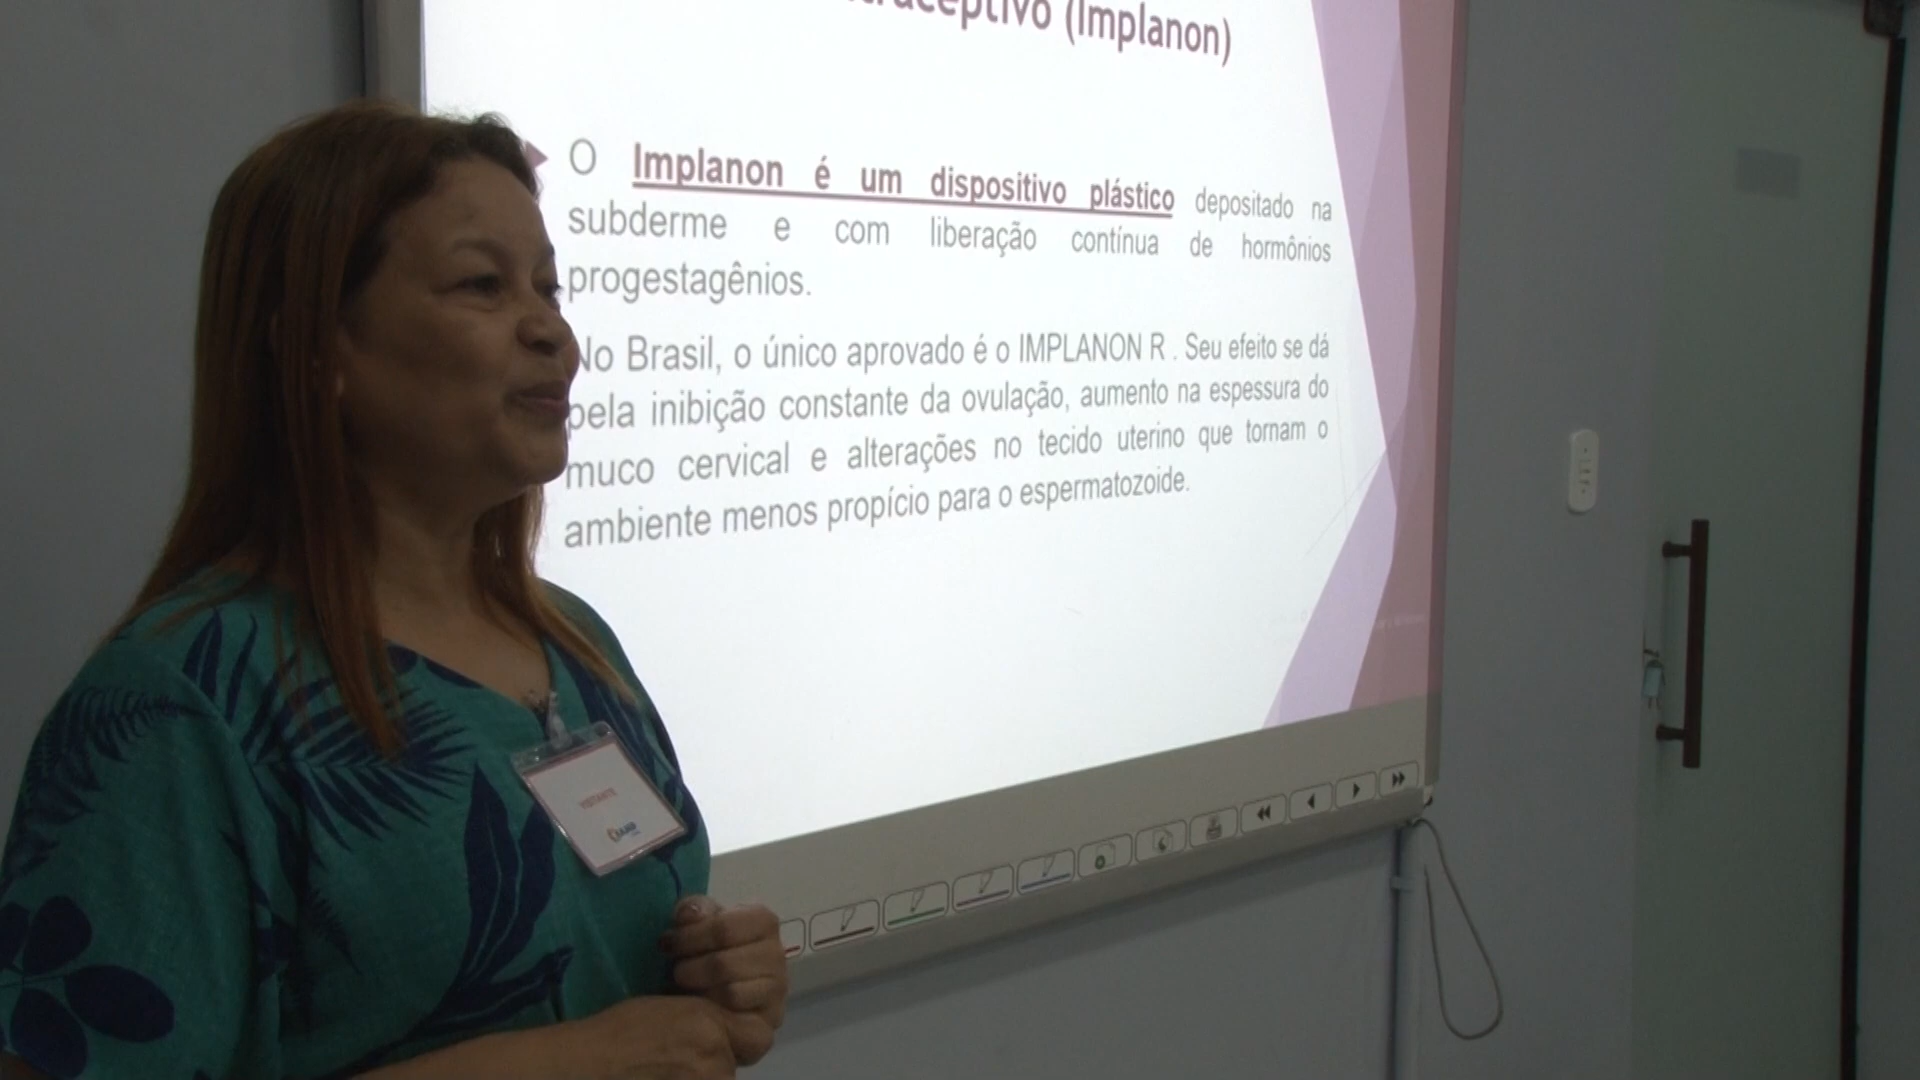 (Implanon)
O Implanon é um dispositivo plástico depositado na
subderme e com liberação contínua de hormônios
progestagênios.
No Brasil, o único aprovado é o IMPLANON R . Seu efeito se dá
pela inibição constante da ovulação, aumento na espessura do
muco cervical e alterações no tecido uterino que tornam o
ambiente menos propício para o espermatozoide.
VISITANTE